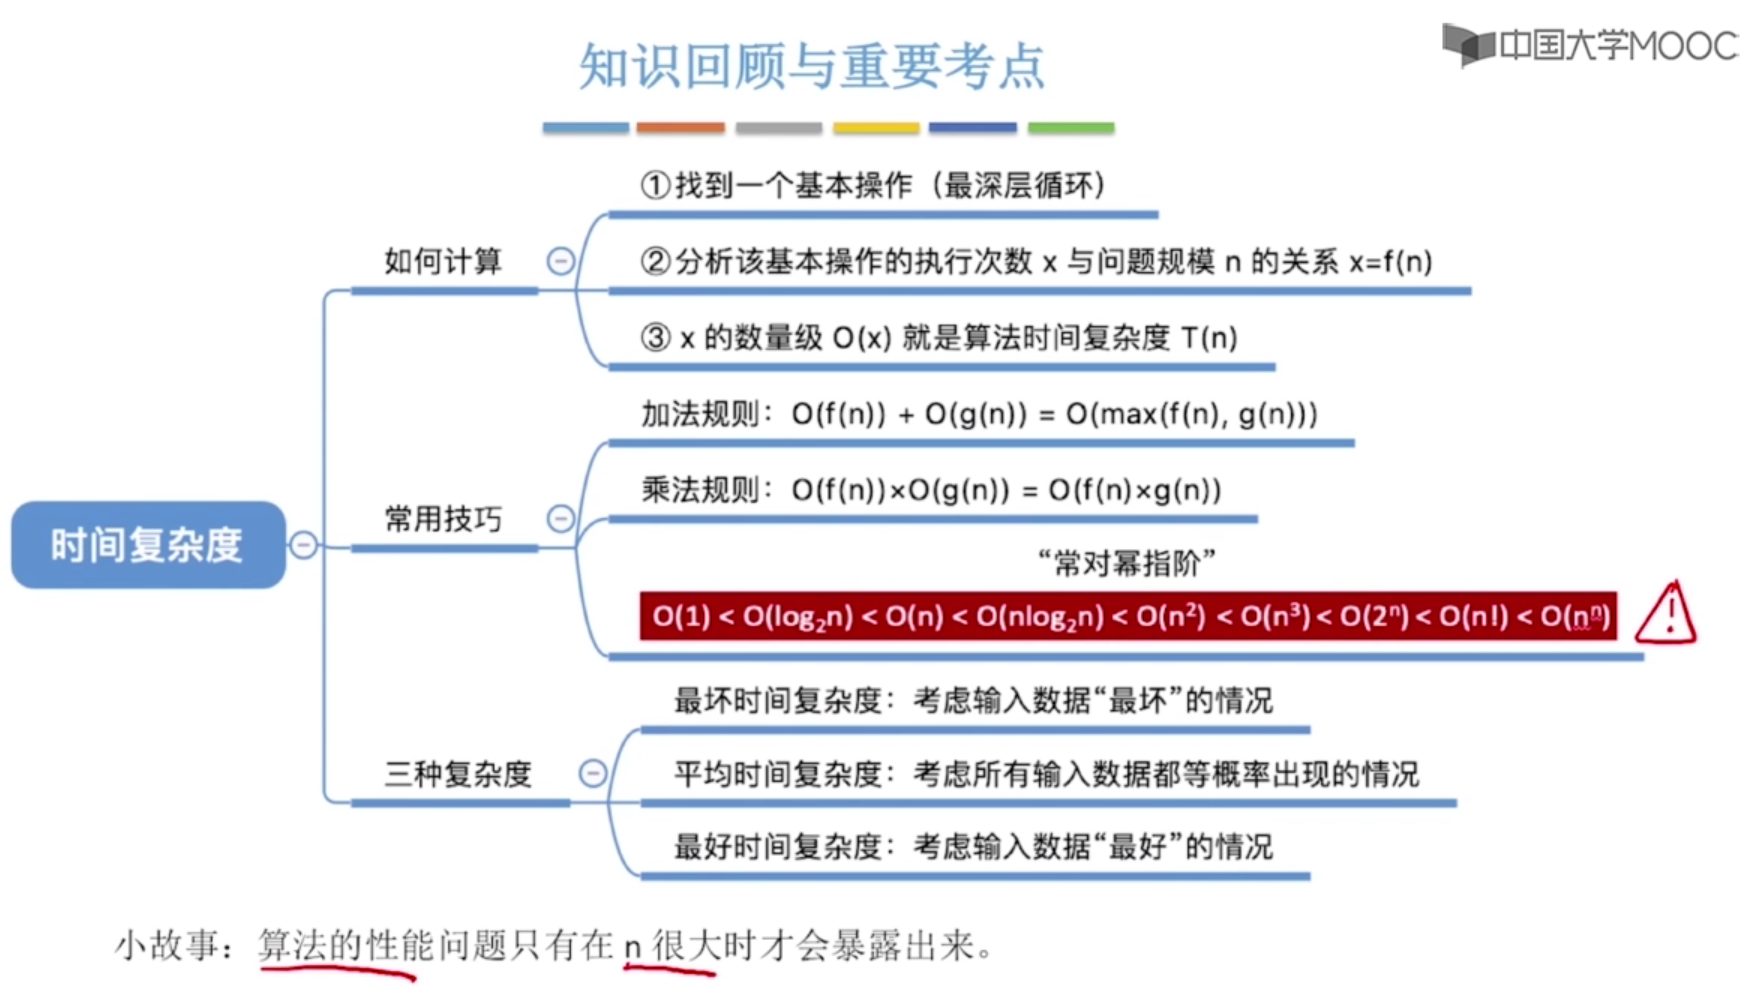 中国大学MOOC
知识回顾与重要考点
①找到一个基本操作（最深层循环）
如何计算
②分析该基本操作的执行次数 x 与问题规模 n 的关系 x=f(n)
③ x 的数量级 O(x) 就是算法时间复杂度 T(n)
加法规则：O(f(n)) + O(g(n)) = O(max(f(n), g(n)))
乘法规则：O(f(n))×O(g(n)) = O(f(n)×g(n))
常用技巧
时间复杂度
“常对幂指阶”
O(1) < O(log₂n) < O(n) < O(nlog₂n) < O(n²) < O(n³) < O(2ⁿ) < O(n!) < O(nⁿ)
!
最坏时间复杂度：考虑输入数据“最坏”的情况
三种复杂度
平均时间复杂度：考虑所有输入数据都等概率出现的情况
最好时间复杂度：考虑输入数据“最好”的情况
小故事：算法的性能问题只有在 n 很大时才会暴露出来。